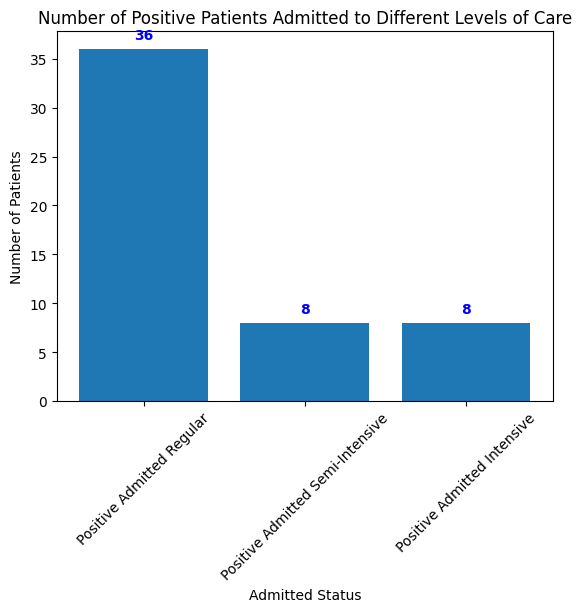 Number of Positive Patients Admitted to Different Levels of Care
36
8
8
Number of Patients
35
30
25
20
15
10
5
0
Positive Admitted Regular
Positive Admitted Semi-Intensive
Positive Admitted Intensive
Admitted Status